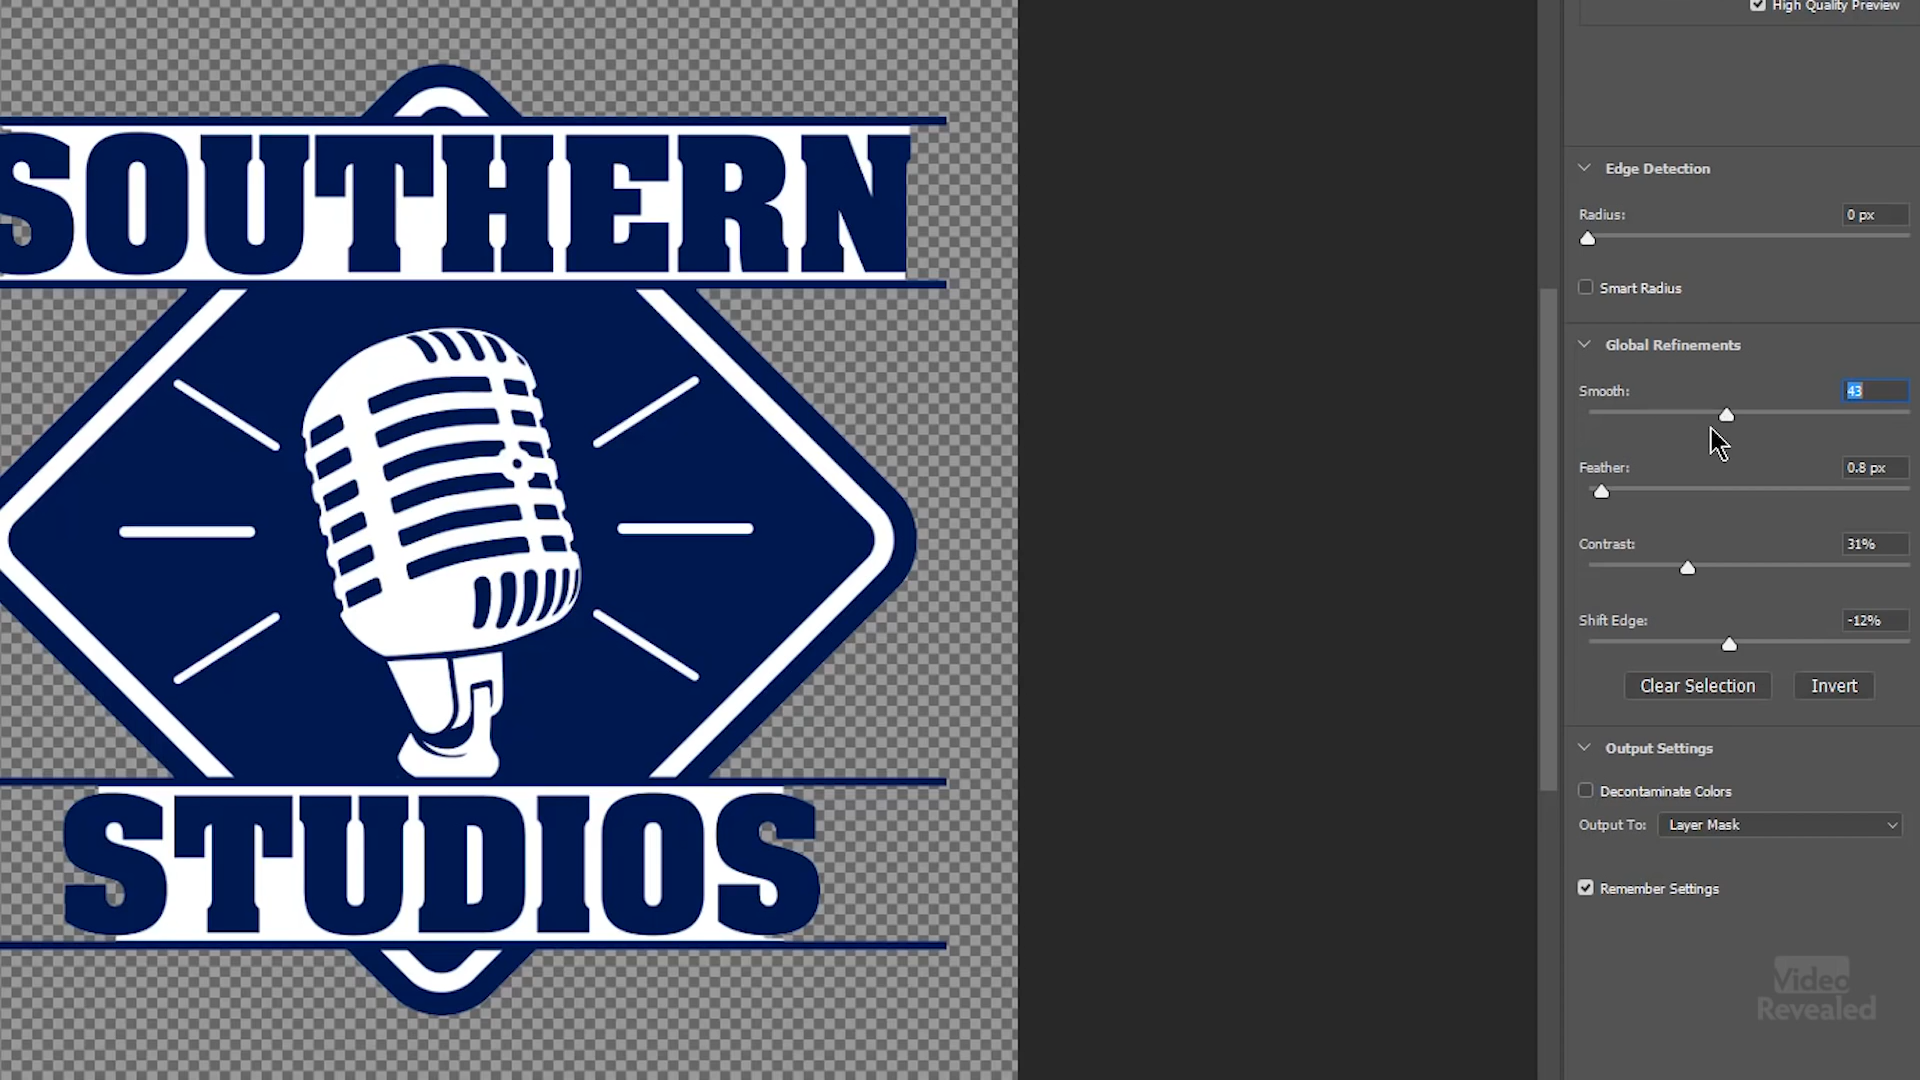 High Quality Preview
SOUTHERN
STUDIOS
Edge Detection
Radius: 0 px
Smart Radius
Global Refinements
Smooth: 43
Feather: 0.8 px
Contrast: 31%
Shift Edge: -12%
Clear Selection Invert
Output Settings
Decontaminate Colors
Output To: Layer Mask
Remember Settings
Video
Revealed